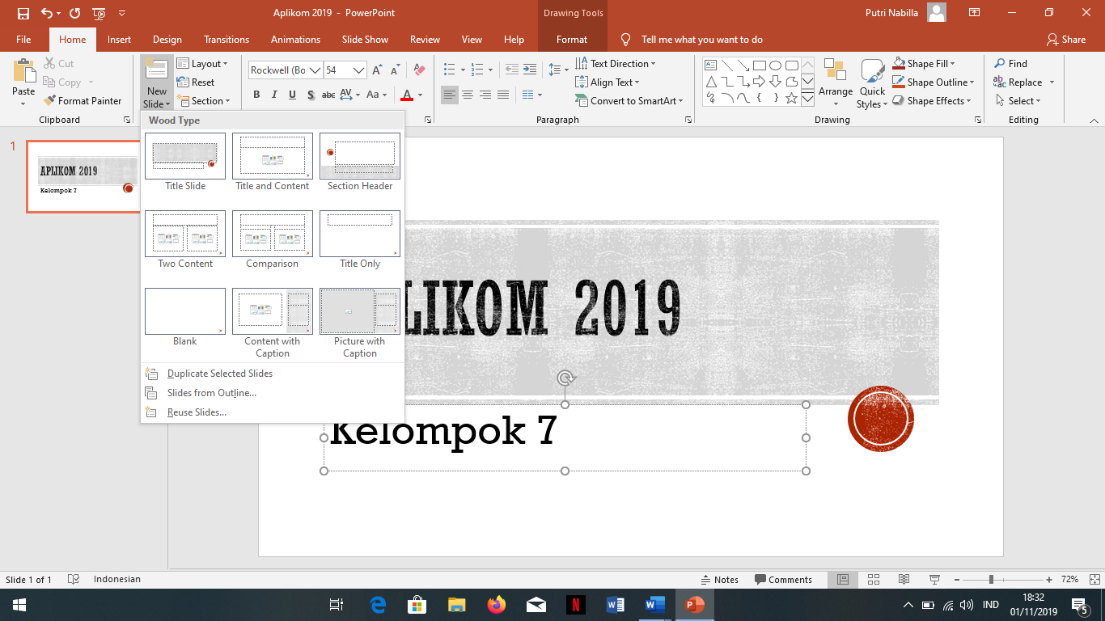 Aplikom 2019 - PowerPoint
Drawing Tools
Putri Nabilla
File Home Insert Design Transitions Animations Slide Show Review View Help Format Tell me what you want to do Share
Paste
Cut
Copy
Format Painter
Clipboard
New Slide
Layout
Reset
Section
Rockwell (Bo 54
B I U S abc AV Aa A
Text Direction
Align Text
Convert to SmartArt
Paragraph
Arrange
Quick Styles
Shape Fill
Shape Outline
Shape Effects
Drawing
Find
Replace
Select
Editing
Wood Type
Title Slide
Title and Content
Section Header
Two Content
Comparison
Title Only
Blank
Content with Caption
Picture with Caption
Duplicate Selected Slides
Slides from Outline...
Reuse Slides...
1
APLIKOM 2019
Kelompok 7
LIKOM 2019
Kelompok 7
Slide 1 of 1 Indonesian Notes Comments 72%
IND
18:32
01/11/2019
5